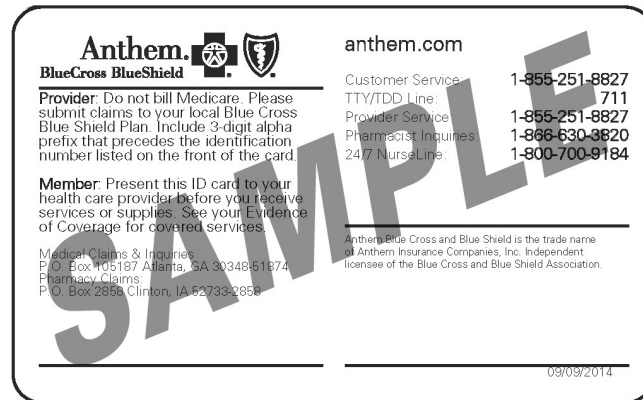 Anthem.
BlueCross BlueShield
Provider: Do not bill Medicare. Please
submit claims to your local Blue Cross
Blue Shield Plan. Include 3-digit alpha
prefix that precedes the identification
number listed on the front of the card.
Member: Present this ID card to your
health care provider before you receive
services or supplies. See your Evidence
of Coverage for covered services.
Medical Claims & Inquiries
P.O. Box 105187 Atlanta, GA 30348-51874
Pharmacy Claims:
P.O. Box 2858 Clinton, IA 52733-2858
anthem.com
Customer Service: 1-855-251-8827
TTY/TDD Line: 711
Provider Service: 1-855-251-8827
Pharmacist Inquiries: 1-866-630-3820
24/7 NurseLine: 1-800-700-9184
Anthem Blue Cross and Blue Shield is the trade name
of Anthem Insurance Companies, Inc. Independent
licensee of the Blue Cross and Blue Shield Association.
09/09/2014
SAMPLE